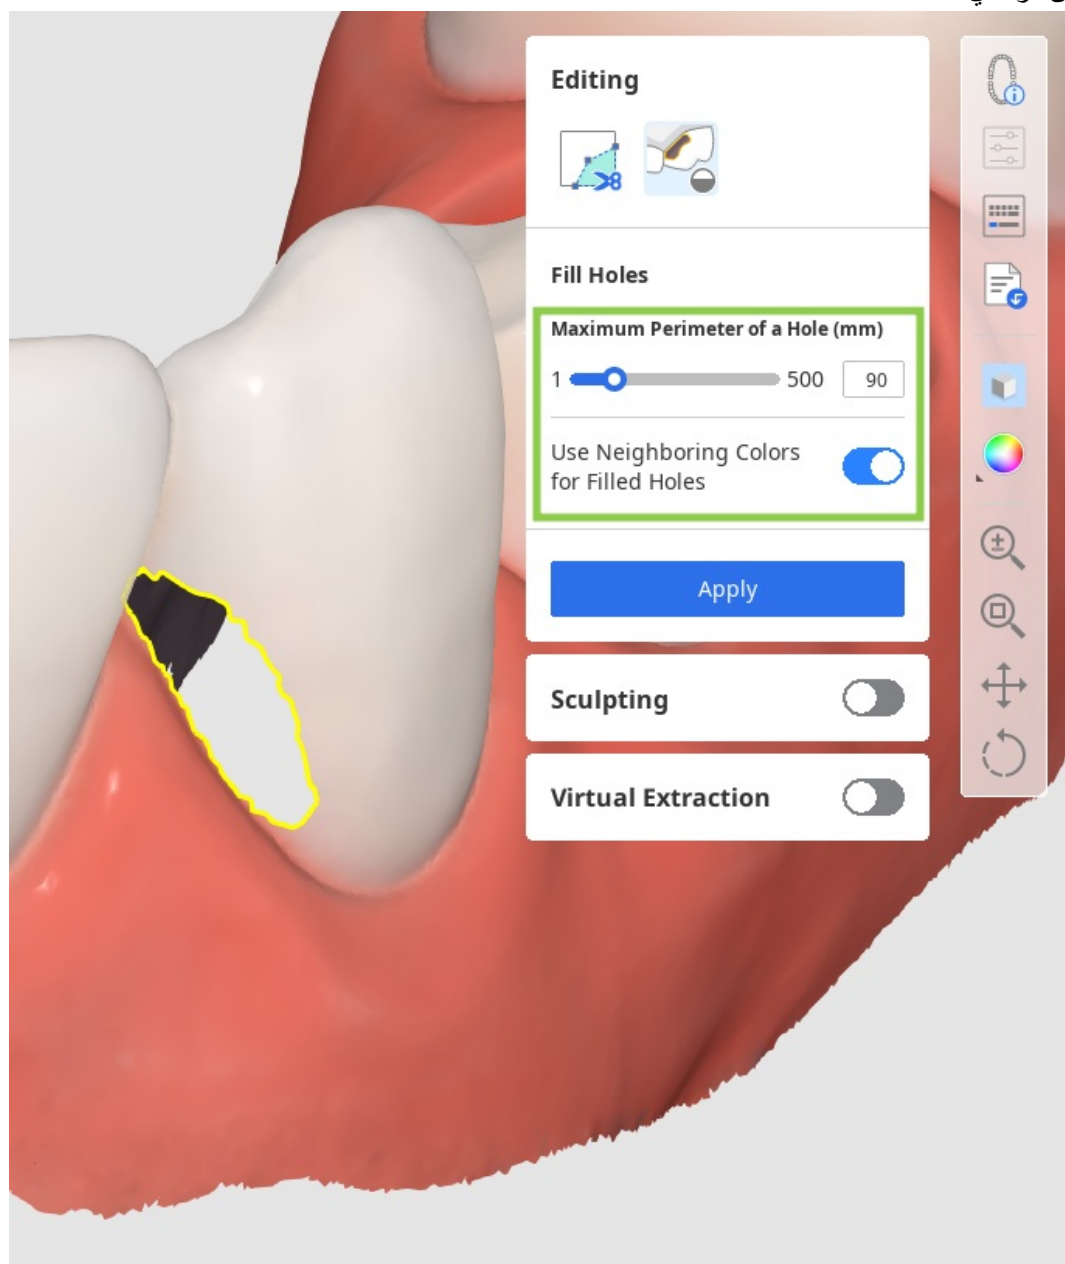 Editing
Fill Holes
Maximum Perimeter of a Hole (mm)
1 500 90
Use Neighboring Colors
for Filled Holes
Apply
Sculpting
Virtual Extraction